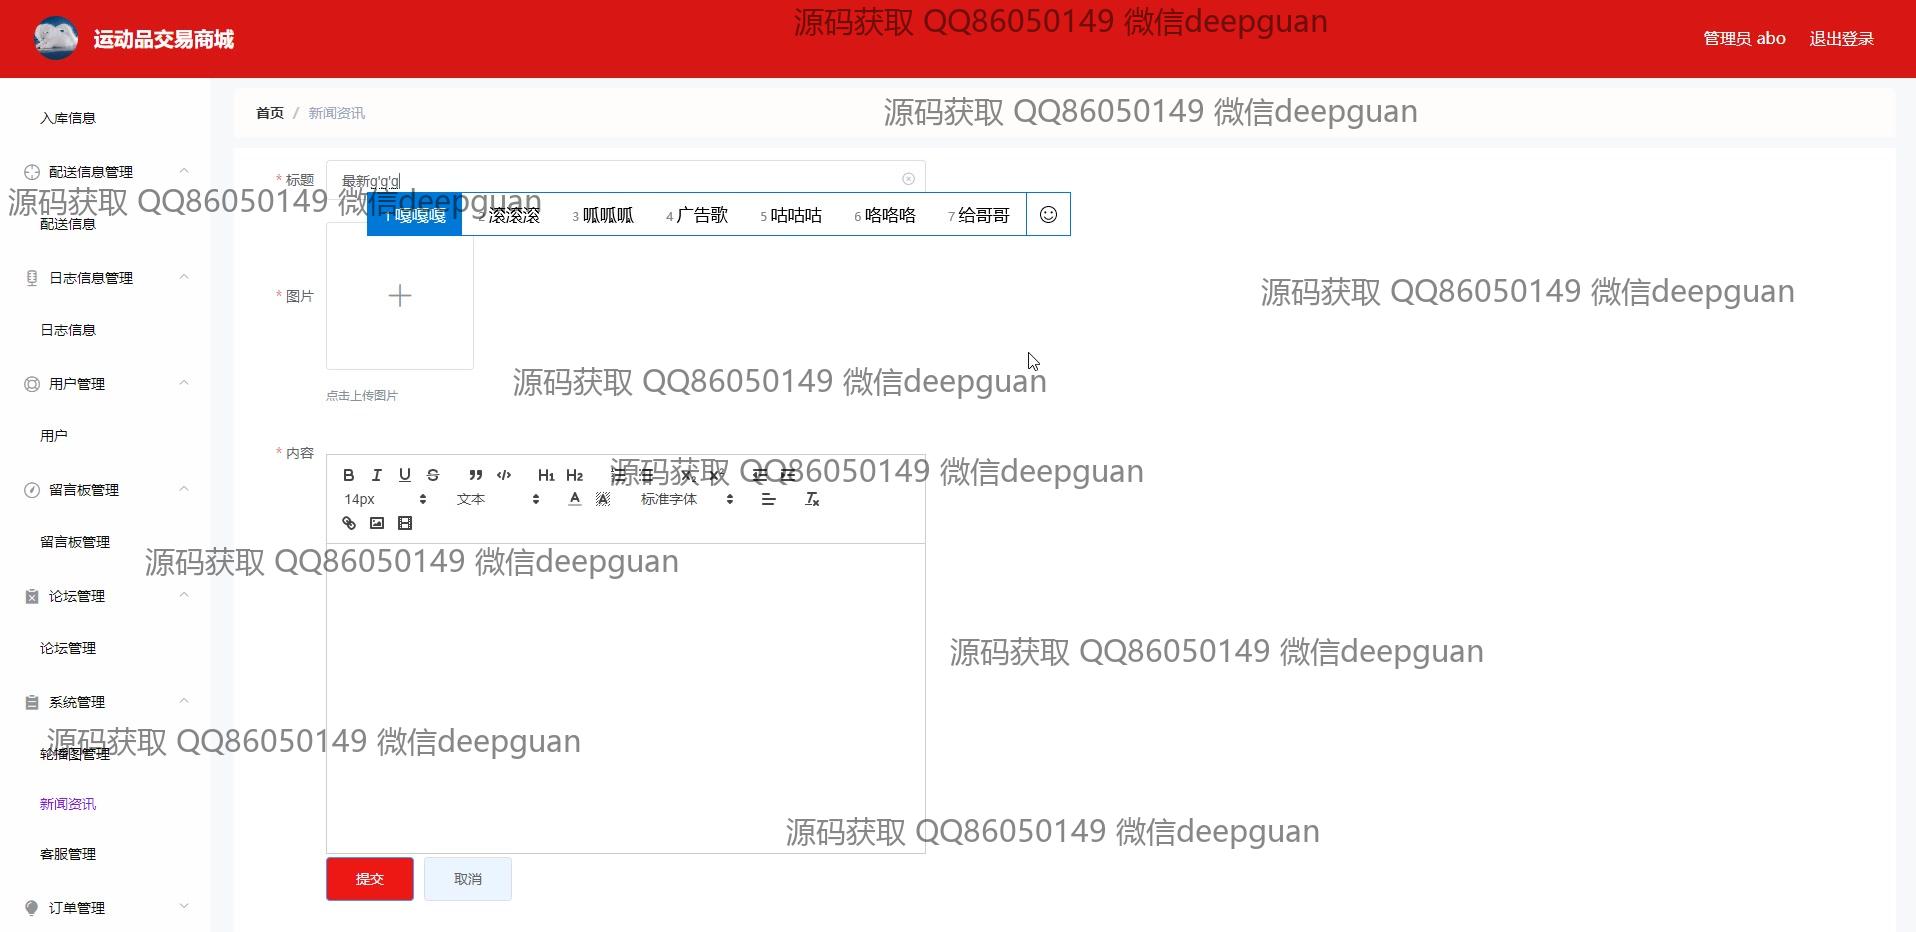 运动品交易商城
源码获取 QQ86050149 微信deepguan
管理员 abo 退出登录
入库信息
首页 / 新闻资讯
源码获取 QQ86050149 微信deepguan
配送信息管理
* 标题 最新g'g'g
源码获取 QQ86050149 微信deepguan
1 嘎嘎嘎 2 滚滚滚 3 呱呱呱 4 广告歌 5 咕咕咕 6 咯咯咯 7 给哥哥
配送信息
日志信息管理
* 图片
源码获取 QQ86050149 微信deepguan
日志信息
用户管理
源码获取 QQ86050149 微信deepguan
点击上传图片
用户
* 内容
B I U S H1 H2 X₂ X²
源码获取 QQ86050149 微信deepguan
留言板管理
14px 文本 A A 标准字体 Tx
留言板管理
源码获取 QQ86050149 微信deepguan
论坛管理
论坛管理
源码获取 QQ86050149 微信deepguan
系统管理
源码获取 QQ86050149 微信deepguan
轮播图管理
新闻资讯
源码获取 QQ86050149 微信deepguan
客服管理
提交 取消
订单管理